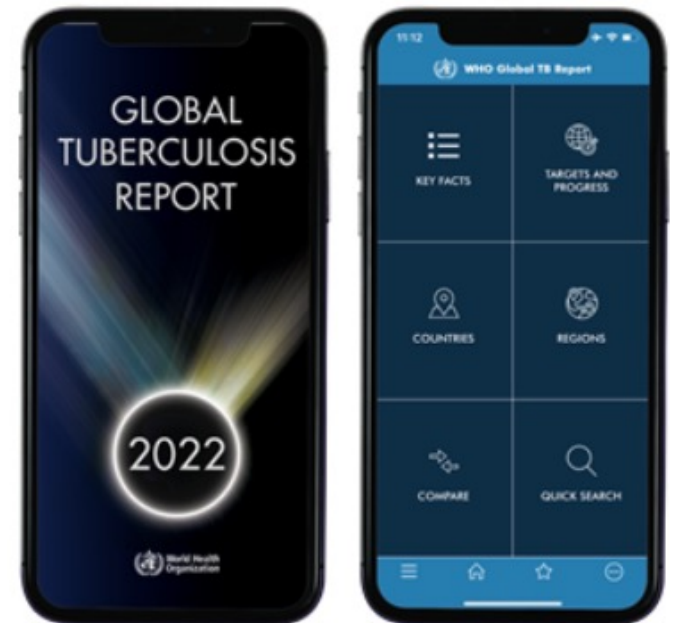 GLOBAL
TUBERCULOSIS
REPORT
2022
World Health
Organization
11:12
WHO Global TB Report
KEY FACTS
TARGETS AND
PROGRESS
COUNTRIES
REGIONS
COMPARE
QUICK SEARCH